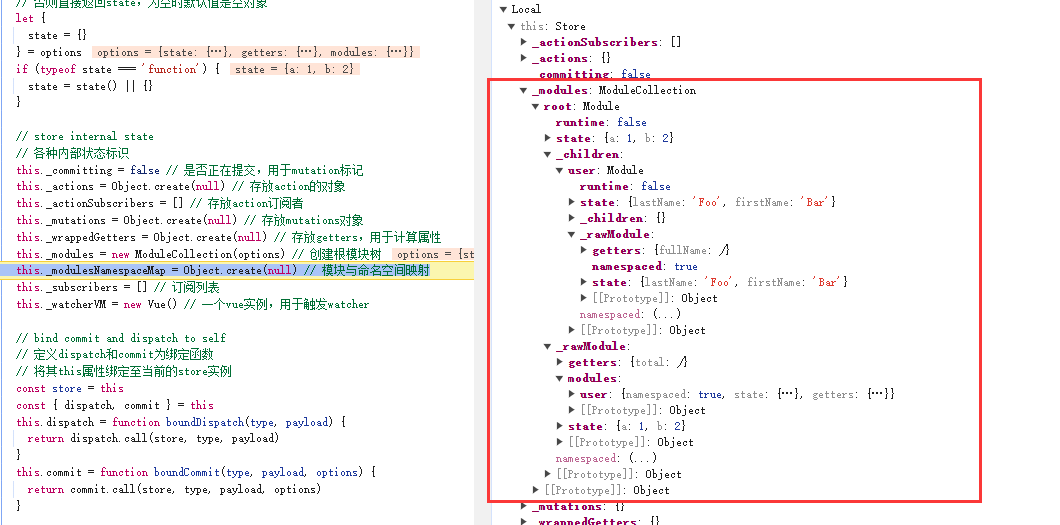 // 否则直接返回state，为空时默认值是空对象
let {
state = {}
} = options options = {state: {…}, getters: {…}, modules: {…}}
if (typeof state === 'function') { state = {a: 1, b: 2}
state = state() || {}
}
// store internal state
// 各种内部状态标识
this._committing = false // 是否正在提交，用于mutation标记
this._actions = Object.create(null) // 存放action的对象
this._actionSubscribers = [] // 存放action订阅者
this._mutations = Object.create(null) // 存放mutations对象
this._wrappedGetters = Object.create(null) // 存放getters，用于计算属性
this._modules = new ModuleCollection(options) // 创建根模块树 options = {st
this._modulesNamespaceMap = Object.create(null) // 模块与命名空间映射
this._subscribers = [] // 订阅列表
this._watcherVM = new Vue() // 一个vue实例，用于触发watcher
// bind commit and dispatch to self
// 定义dispatch和commit为绑定函数
// 将其this属性绑定至当前的store实例
const store = this
const { dispatch, commit } = this
this.dispatch = function boundDispatch(type, payload) {
return dispatch.call(store, type, payload)
}
this.commit = function boundCommit(type, payload, options) {
return commit.call(store, type, payload, options)
}
▼ Local
▼ this: Store
▶ _actionSubscribers: []
▶ _actions: {}
_committing: false
▼ _modules: ModuleCollection
▼ root: Module
runtime: false
▶ state: {a: 1, b: 2}
▼ _children:
▼ user: Module
runtime: false
▶ state: {lastName: 'Foo', firstName: 'Bar'}
▶ _children: {}
▼ _rawModule:
▶ getters: {fullName: ƒ}
namespaced: true
▶ state: {lastName: 'Foo', firstName: 'Bar'}
▶ [[Prototype]]: Object
namespaced: (...)
▶ [[Prototype]]: Object
▼ _rawModule:
▶ getters: {total: ƒ}
▼ modules:
▶ user: {namespaced: true, state: {…}, getters: {…}}
▶ [[Prototype]]: Object
▶ state: {a: 1, b: 2}
▶ [[Prototype]]: Object
namespaced: (...)
▶ [[Prototype]]: Object
▶ [[Prototype]]: Object
▶ _mutations: {}
▶ _wrappedGetters: {}